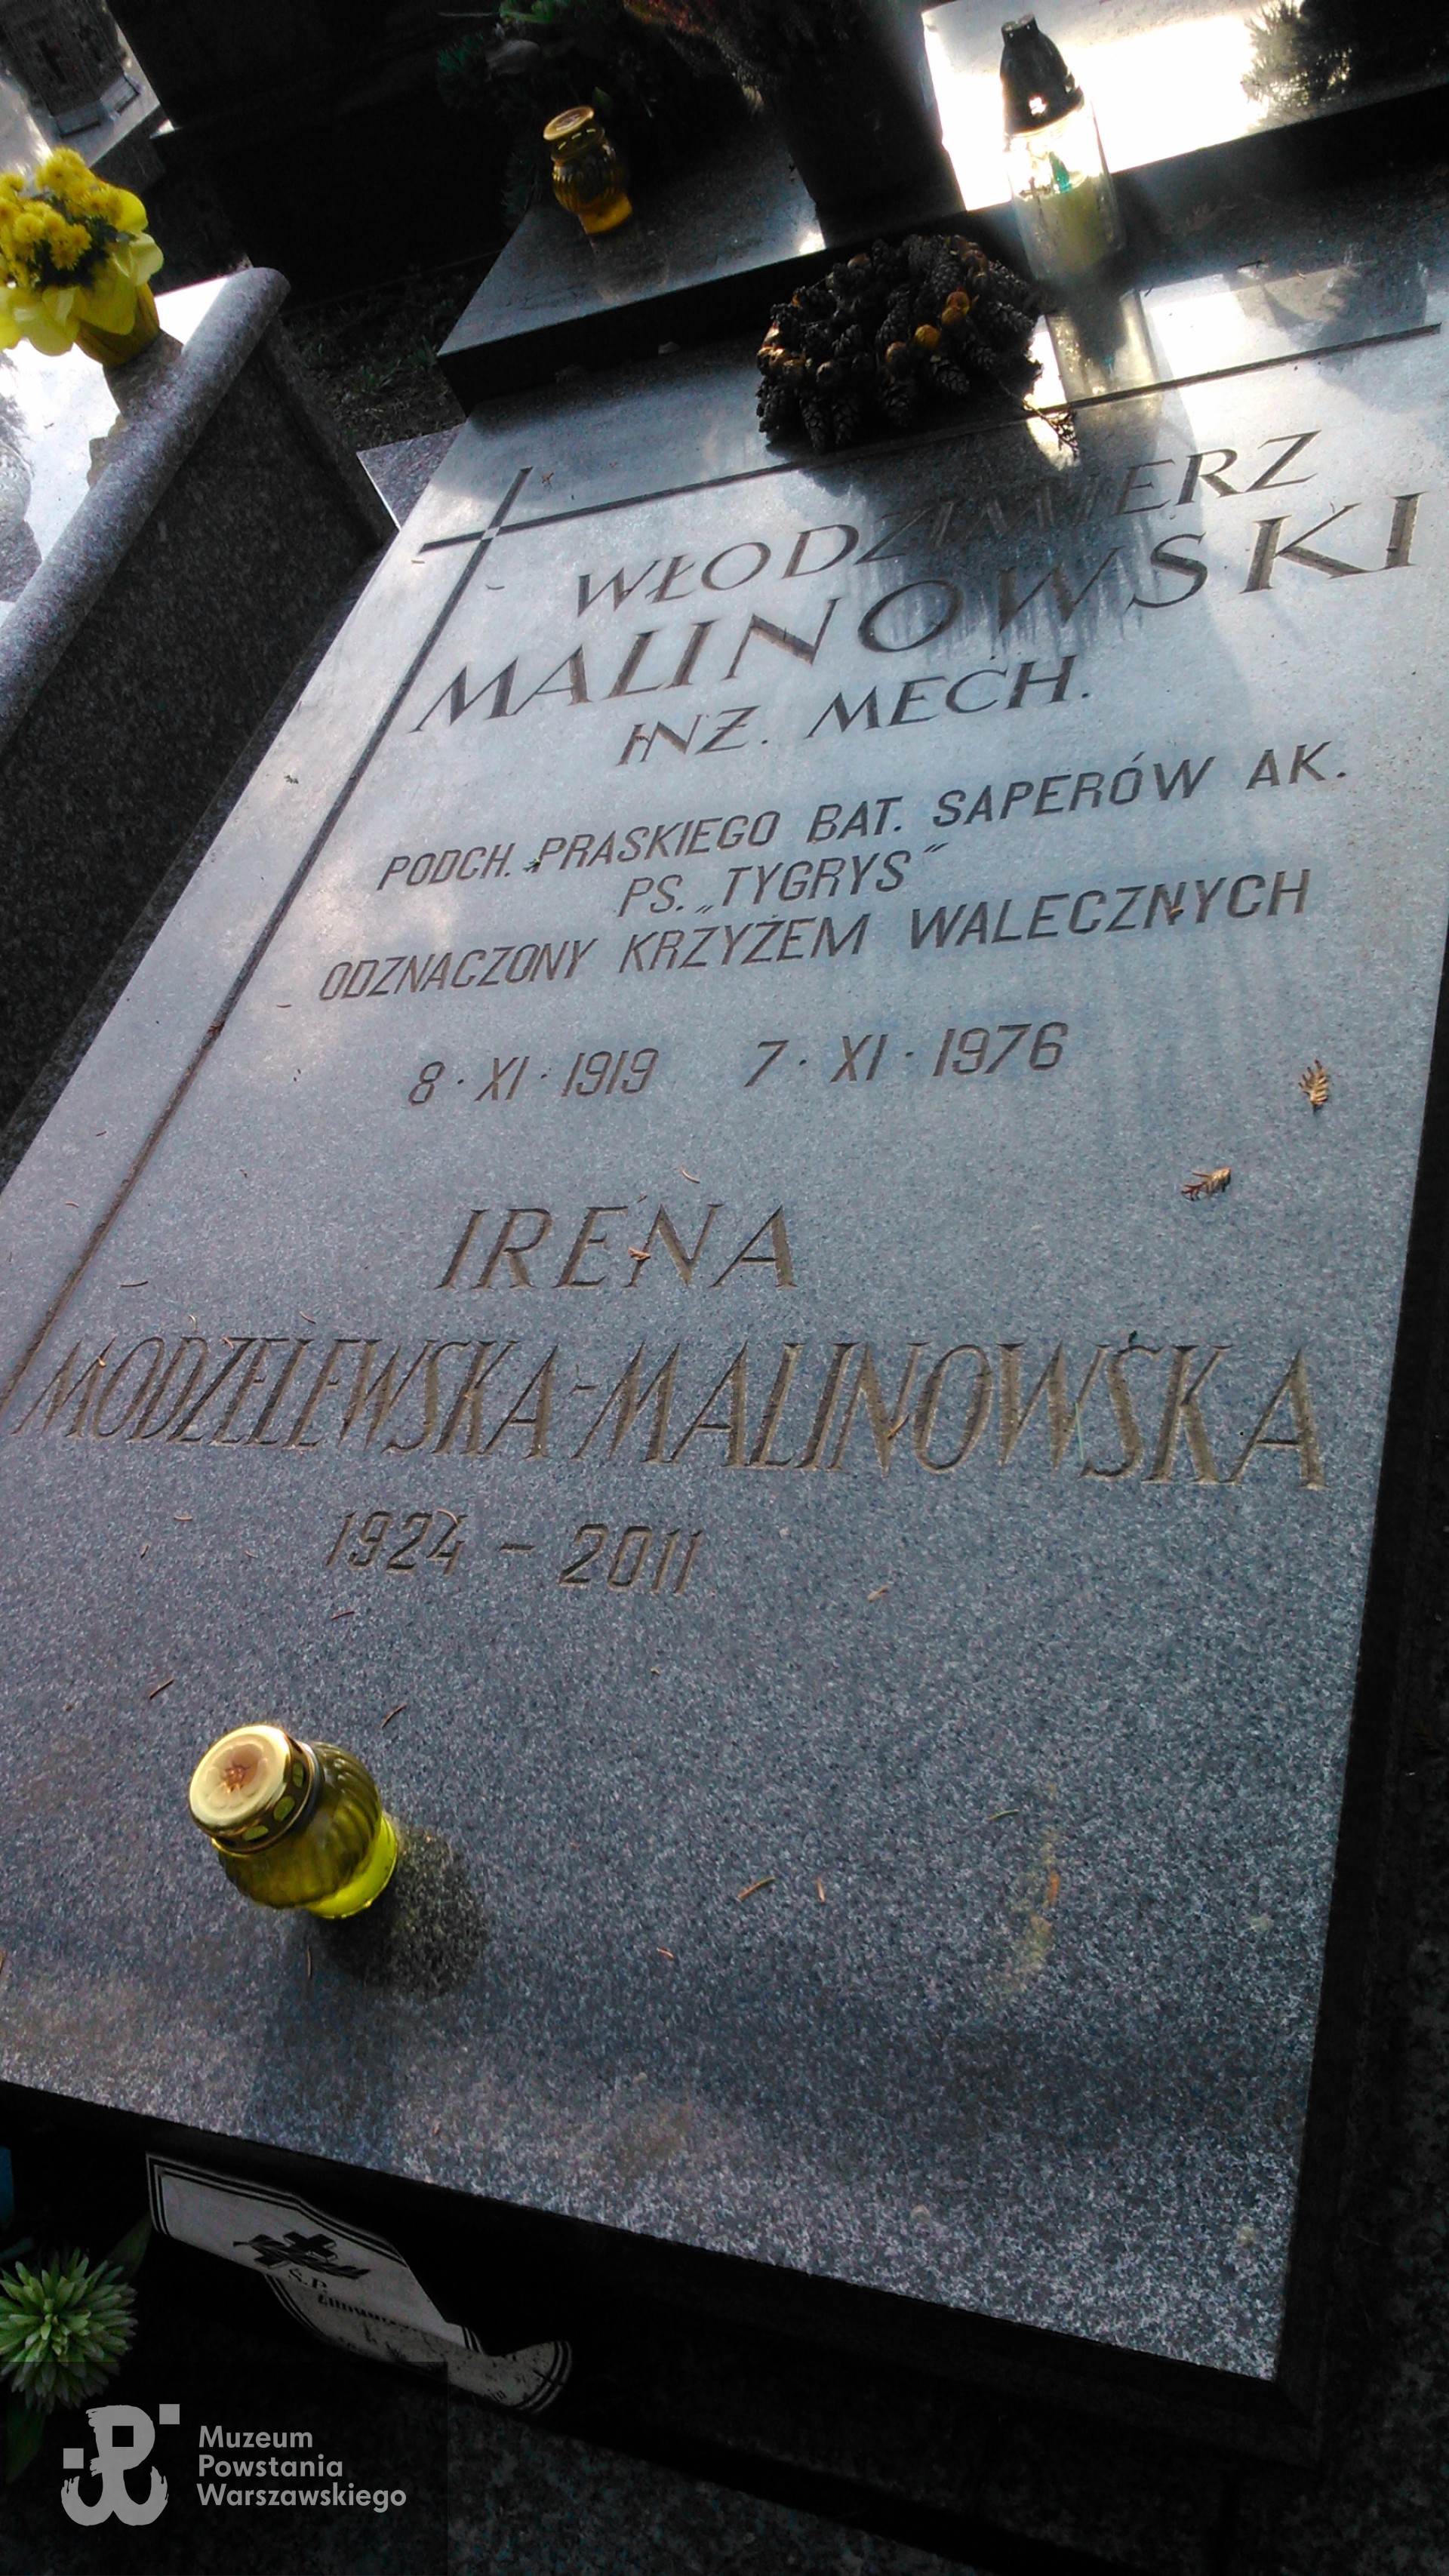 WŁODZIMIERZ
MALINOWSKI
INŻ. MECH.
PODCH. PRASKIEGO BAT. SAPERÓW AK.
PS. „TYGRYS”
ODZNACZONY KRZYŻEM WALECZNYCH
8·XI·1919 7·XI·1976
IRENA
MODZELEWSKA-MALINOWSKA
1924 – 2011
Ś.P.
Muzeum
Powstania
Warszawskiego